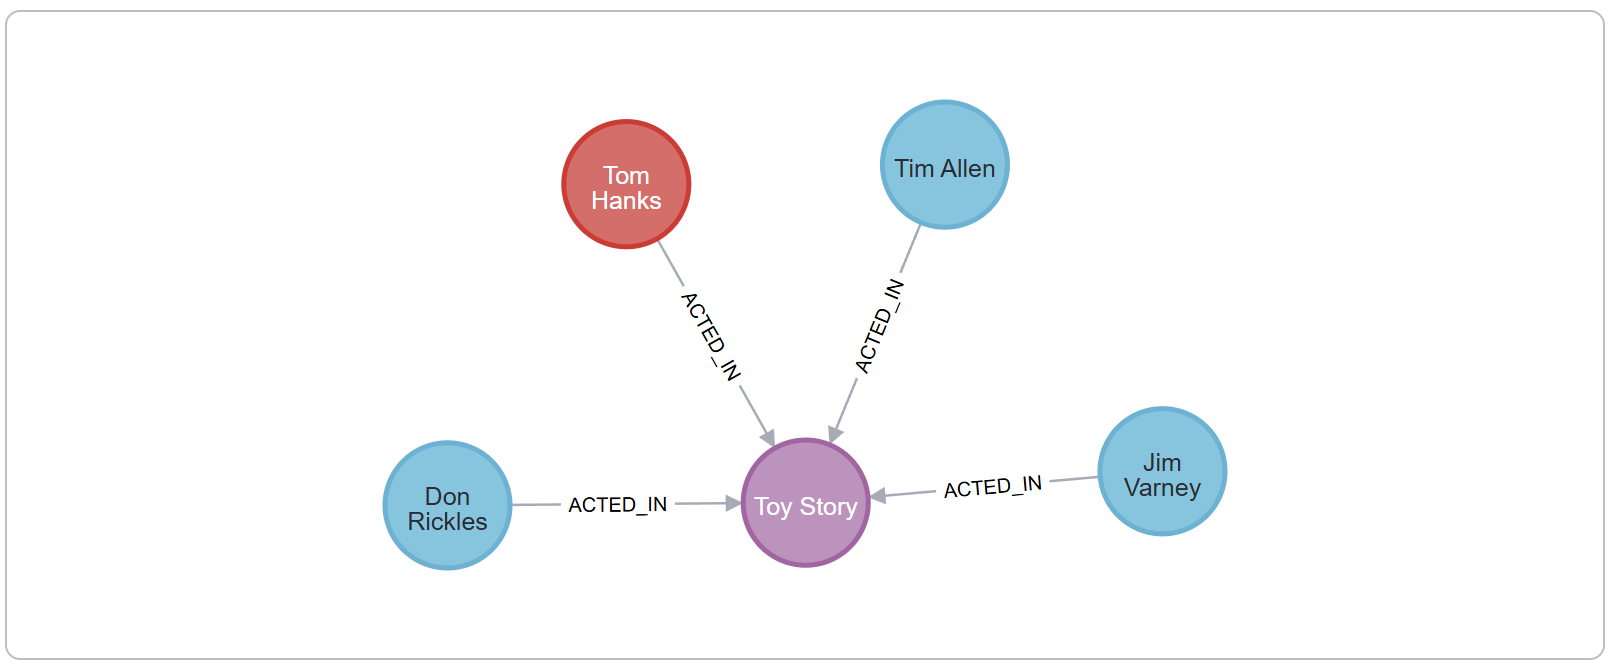 Tom
Hanks
Tim Allen
ACTED_IN
ACTED_IN
Don
Rickles
ACTED_IN
Toy Story
ACTED_IN
Jim
Varney